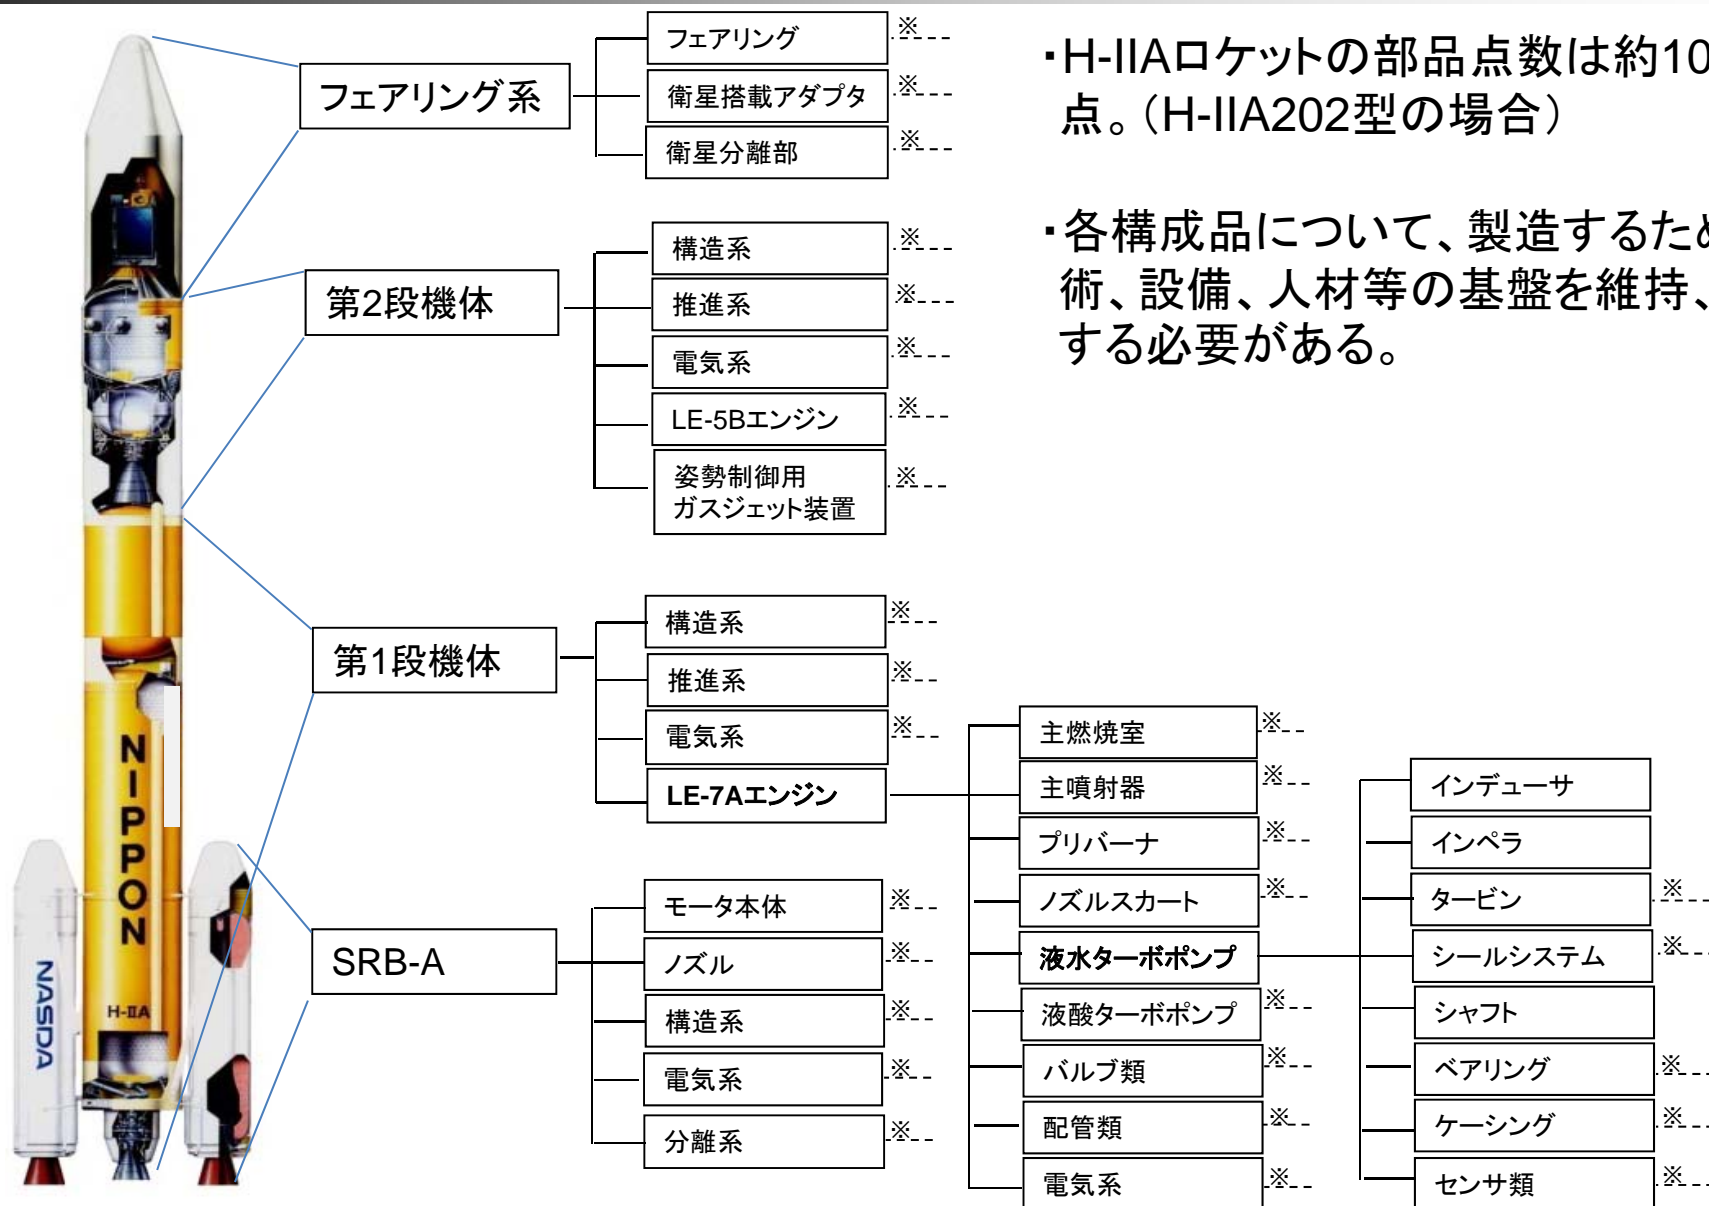 フェアリング系
フェアリング ※
衛星搭載アダプタ ※
衛星分離部 ※
・H-IIAロケットの部品点数は約10
点。（H-IIA202型の場合）
・各構成品について、製造するため
術、設備、人材等の基盤を維持、
する必要がある。
第2段機体
構造系 ※
推進系 ※
電気系 ※
LE-5Bエンジン ※
姿勢制御用 ※
ガスジェット装置
第1段機体
構造系 ※
推進系 ※
電気系 ※
LE-7Aエンジン
主燃焼室 ※
主噴射器 ※
プリバーナ ※
ノズルスカート ※
液水ターボポンプ
液酸ターボポンプ ※
バルブ類 ※
配管類 ※
電気系 ※
インデューサ
インペラ
タービン ※
シールシステム ※
シャフト
ベアリング ※
ケーシング ※
センサ類 ※
SRB-A
モータ本体 ※
ノズル ※
構造系 ※
電気系 ※
分離系 ※
NIPPON
H-IIA
NASDA